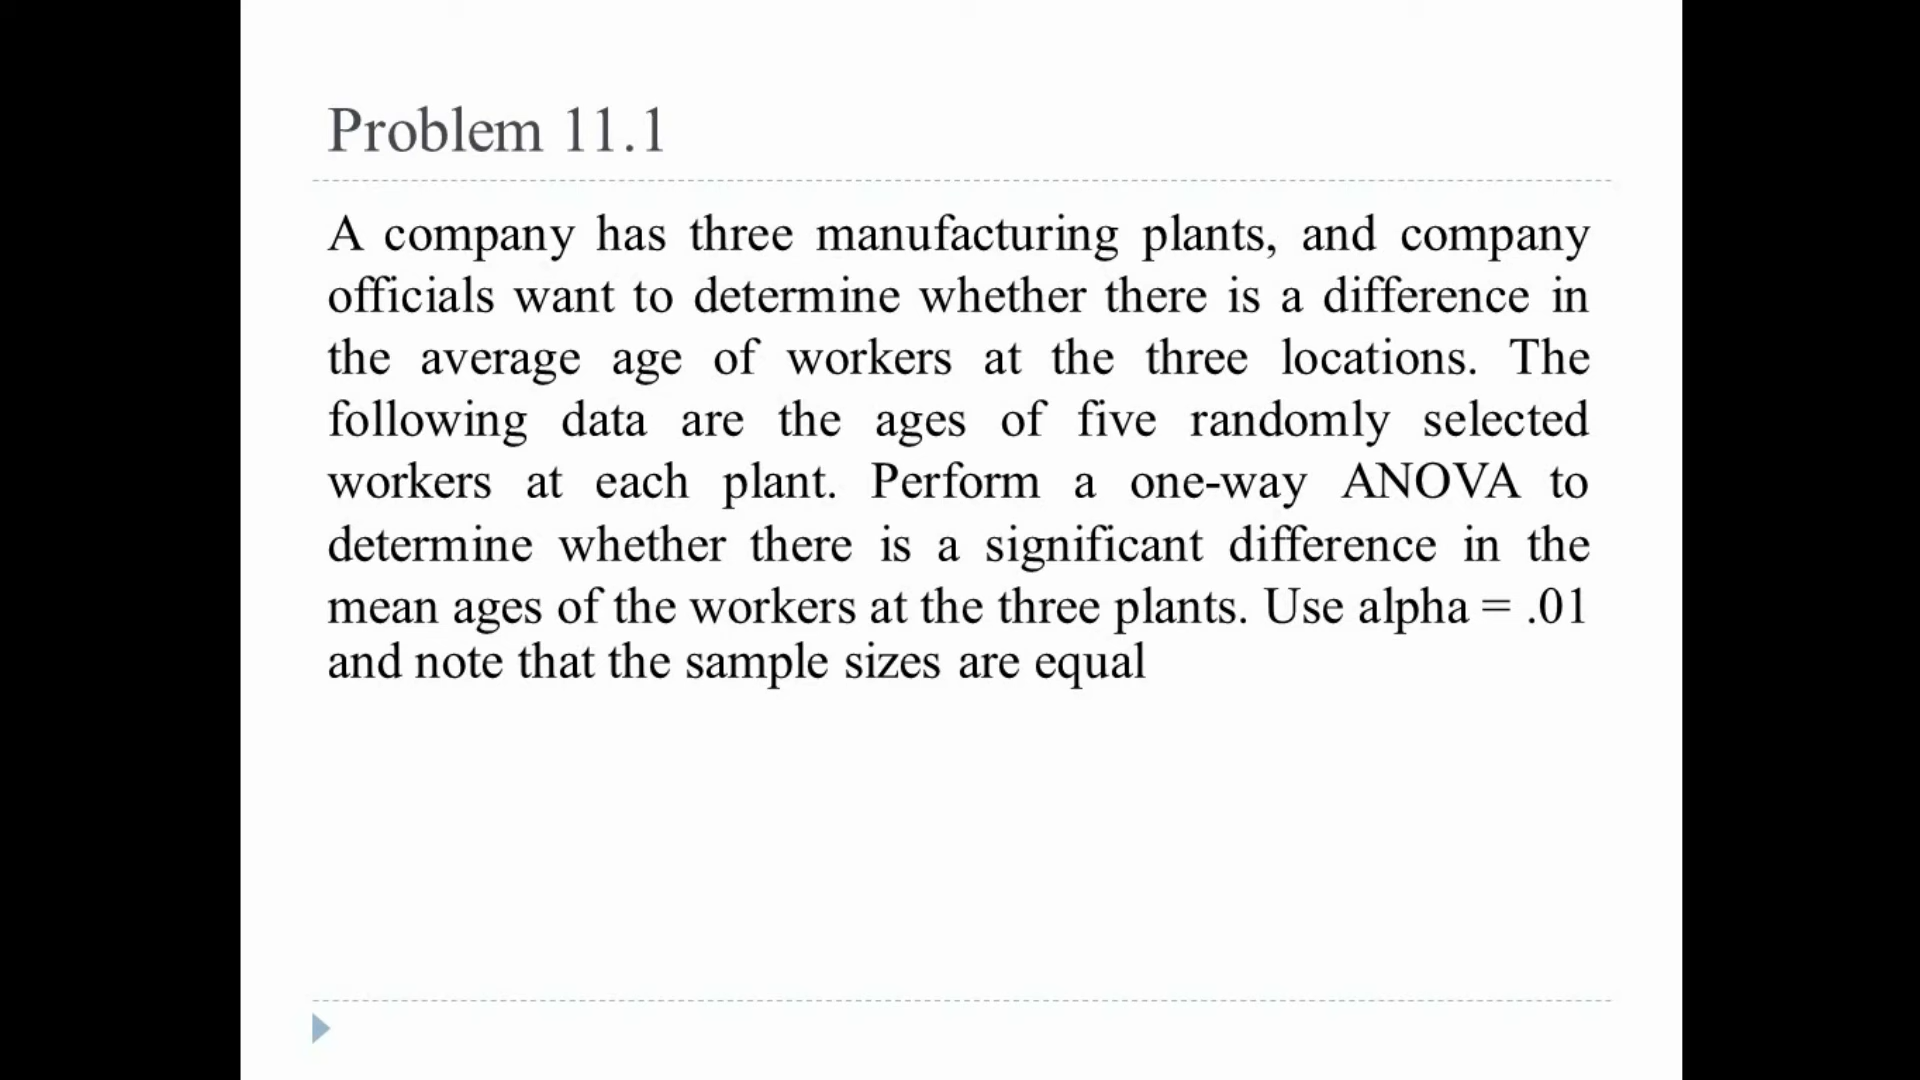 Problem 11.1
A company has three manufacturing plants, and company
officials want to determine whether there is a difference in
the average age of workers at the three locations. The
following data are the ages of five randomly selected
workers at each plant. Perform a one-way ANOVA to
determine whether there is a significant difference in the
mean ages of the workers at the three plants. Use alpha = .01
and note that the sample sizes are equal